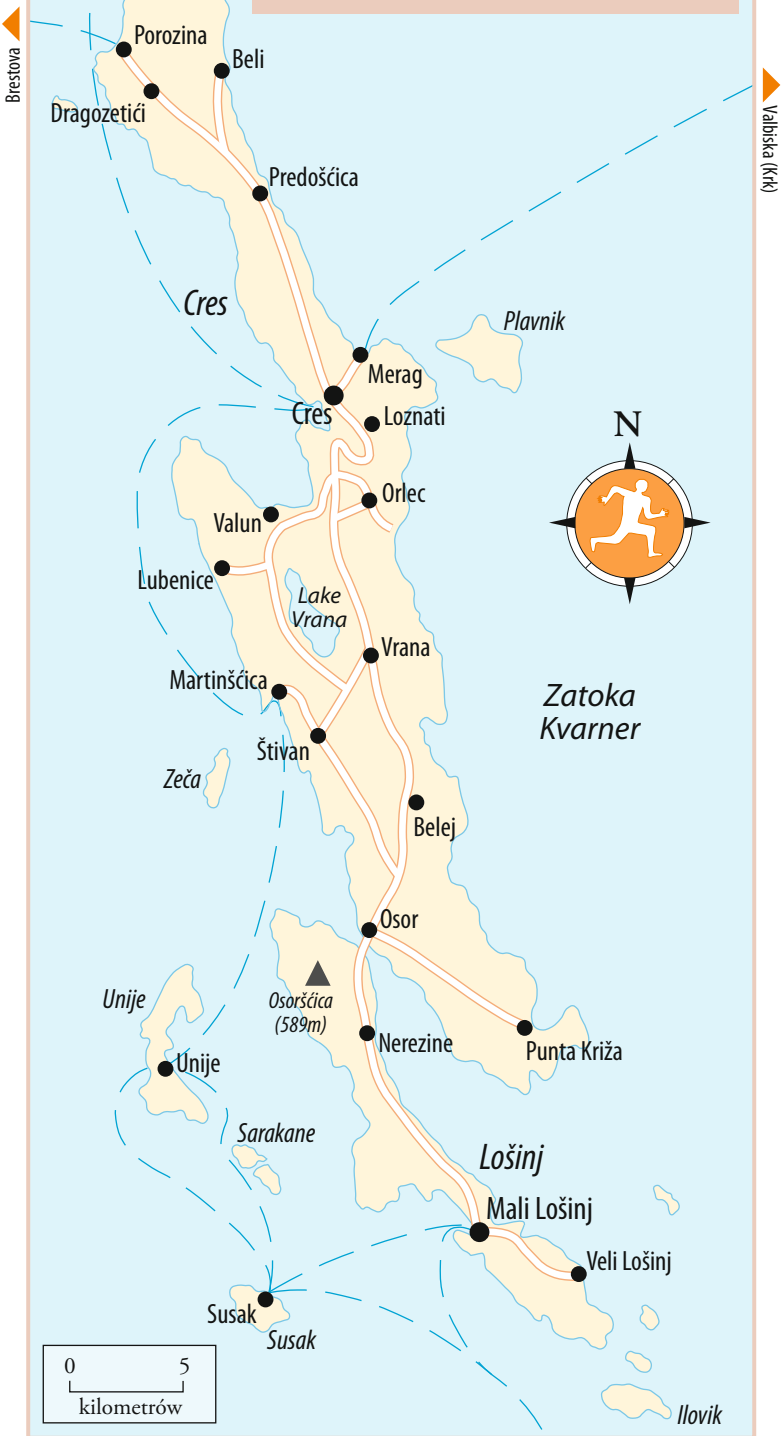 Brestova
Porozina
Beli
Dragozetići
Valbiska (Krk)
Predošćica
Cres
Plavnik
Merag
Cres
Loznati
N
Orlec
Valun
Lubenice
Lake
Vrana
Vrana
Martinšćica
Zatoka
Kvarner
Štivan
Zeča
Belej
Osor
Unije
Osoršćica
(589m)
Nerezine
Punta Križa
Unije
Sarakane
Lošinj
Mali Lošinj
Veli Lošinj
Susak
Susak
0 5
kilometrów
Ilovik